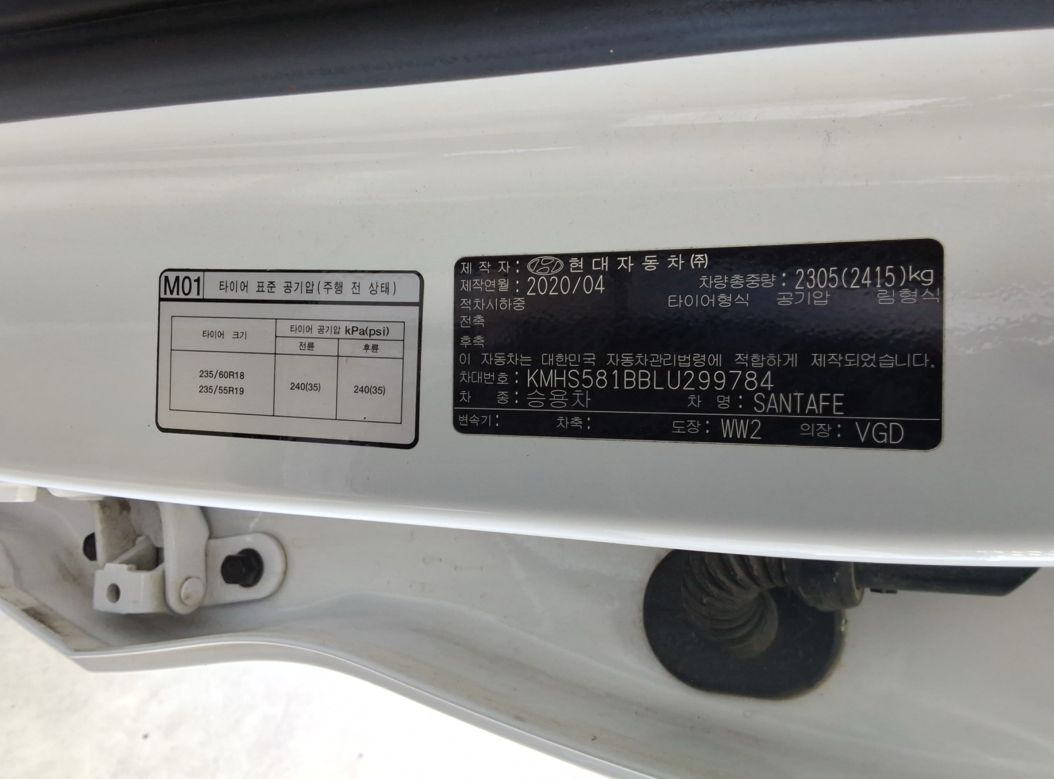 M01 타이어 표준 공기압(주행 전 상태)
타이어 크기 타이어 공기압 kPa(psi)
전륜 후륜
235/60R18
235/55R19
240(35) 240(35)
제작자: 현대자동차㈜
제작연월: 2020/04 차량총중량: 2305(2415)kg
적차시하중 타이어형식 공기압 림형식
전축
후축
이 자동차는 대한민국 자동차관리법령에 적합하게 제작되었습니다.
차대번호: KMHS581BBLU299784
차종: 승용차 차명: SANTAFE
변속기: 차축: 도장: WW2 의장: VGD